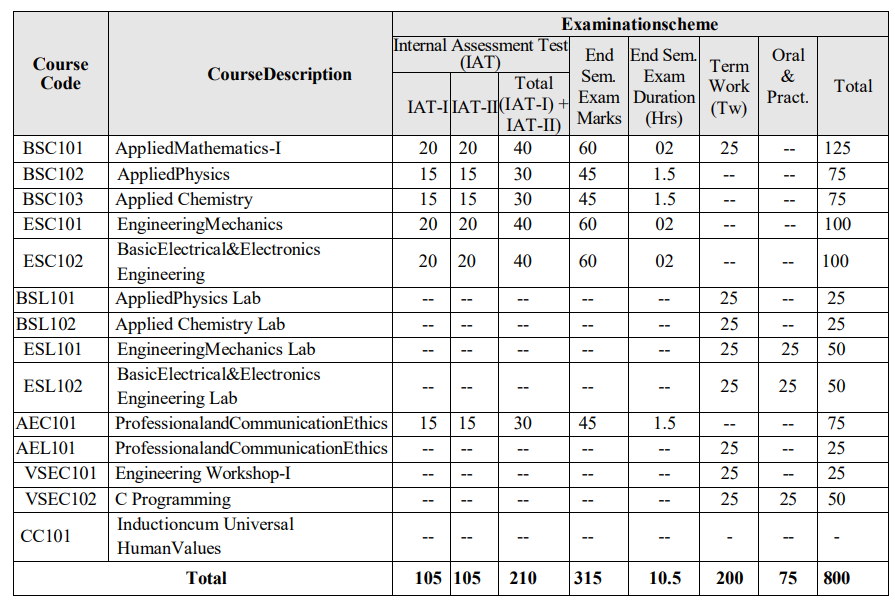 Course Code CourseDescription Examinationscheme
Internal Assessment Test (IAT) End Sem. Exam Marks End Sem. Exam Duration (Hrs) Term Work (Tw) Oral & Pract. Total
IAT-I IAT-II Total (IAT-I) + IAT-II)
BSC101 AppliedMathematics-I 20 20 40 60 02 25 -- 125
BSC102 AppliedPhysics 15 15 30 45 1.5 -- -- 75
BSC103 Applied Chemistry 15 15 30 45 1.5 -- -- 75
ESC101 EngineeringMechanics 20 20 40 60 02 -- -- 100
ESC102 BasicElectrical&Electronics Engineering 20 20 40 60 02 -- -- 100
BSL101 AppliedPhysics Lab -- -- -- -- -- 25 -- 25
BSL102 Applied Chemistry Lab -- -- -- -- -- 25 -- 25
ESL101 EngineeringMechanics Lab -- -- -- -- -- 25 25 50
ESL102 BasicElectrical&Electronics Engineering Lab -- -- -- -- -- 25 25 50
AEC101 ProfessionalandCommunicationEthics 15 15 30 45 1.5 -- -- 75
AEL101 ProfessionalandCommunicationEthics -- -- -- -- -- 25 -- 25
VSEC101 Engineering Workshop-I -- -- -- -- -- 25 -- 25
VSEC102 C Programming -- -- -- -- -- 25 25 50
CC101 Inductioncum Universal HumanValues -- -- -- -- -- - -- -
Total 105 105 210 315 10.5 200 75 800